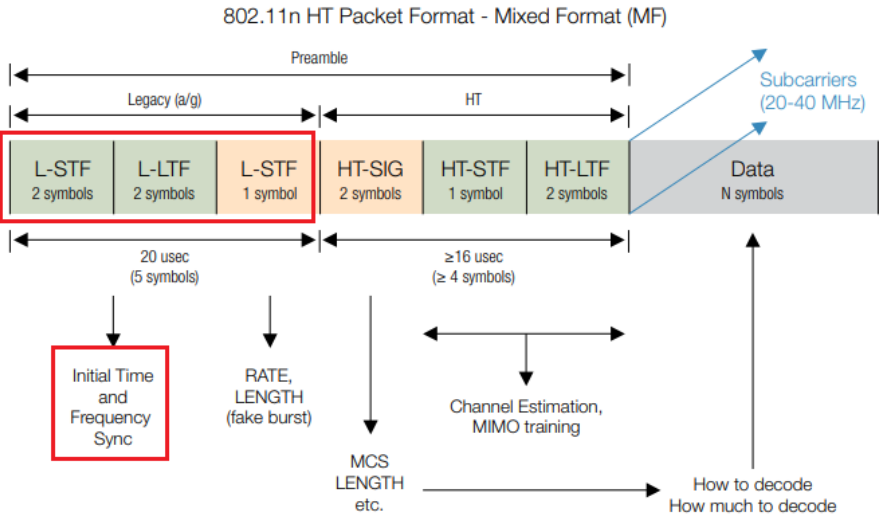 802.11n HT Packet Format - Mixed Format (MF)
Preamble
Legacy (a/g)
HT
Subcarriers
(20-40 MHz)
L-STF
2 symbols
L-LTF
2 symbols
L-STF
1 symbol
HT-SIG
2 symbols
HT-STF
1 symbol
HT-LTF
2 symbols
Data
N symbols
20 usec
(5 symbols)
≥16 usec
(≥ 4 symbols)
Initial Time
and
Frequency
Sync
RATE,
LENGTH
(fake burst)
Channel Estimation,
MIMO training
MCS
LENGTH
etc.
How to decode
How much to decode